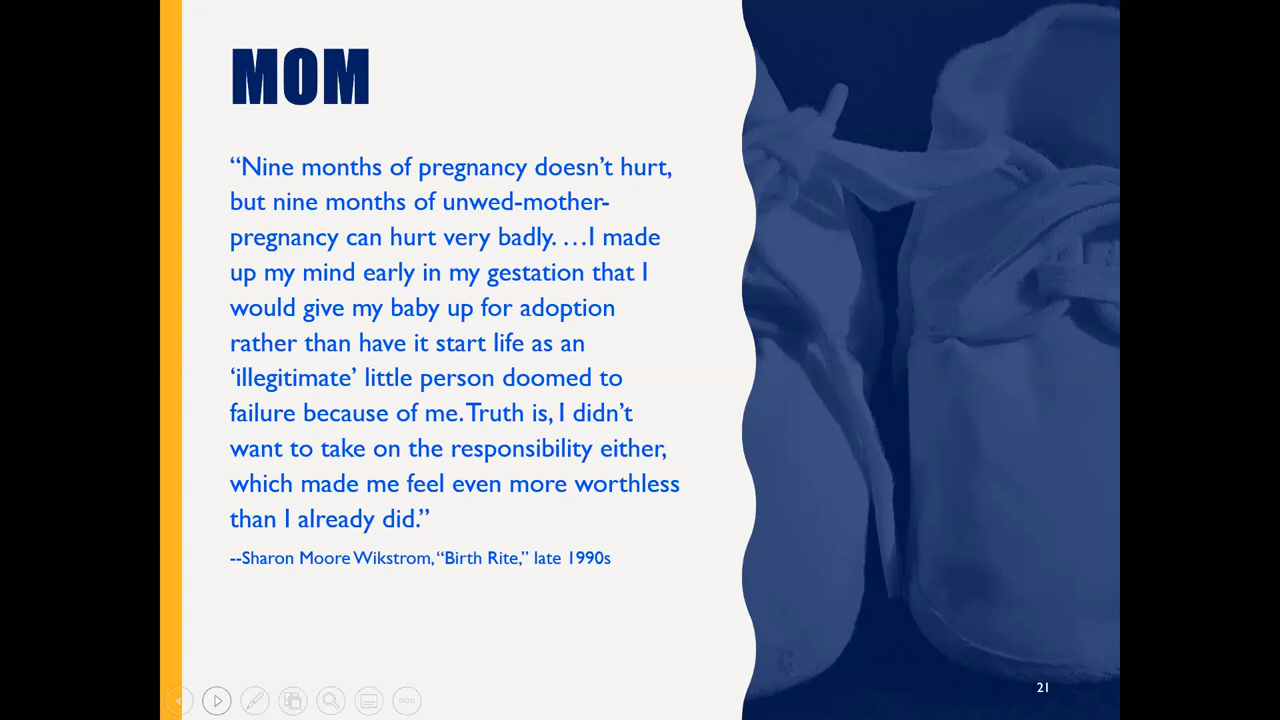 MOM
“Nine months of pregnancy doesn’t hurt,
but nine months of unwed-mother-
pregnancy can hurt very badly. …I made
up my mind early in my gestation that I
would give my baby up for adoption
rather than have it start life as an
‘illegitimate’ little person doomed to
failure because of me. Truth is, I didn’t
want to take on the responsibility either,
which made me feel even more worthless
than I already did.”
--Sharon Moore Wikstrom, “Birth Rite,” late 1990s
21